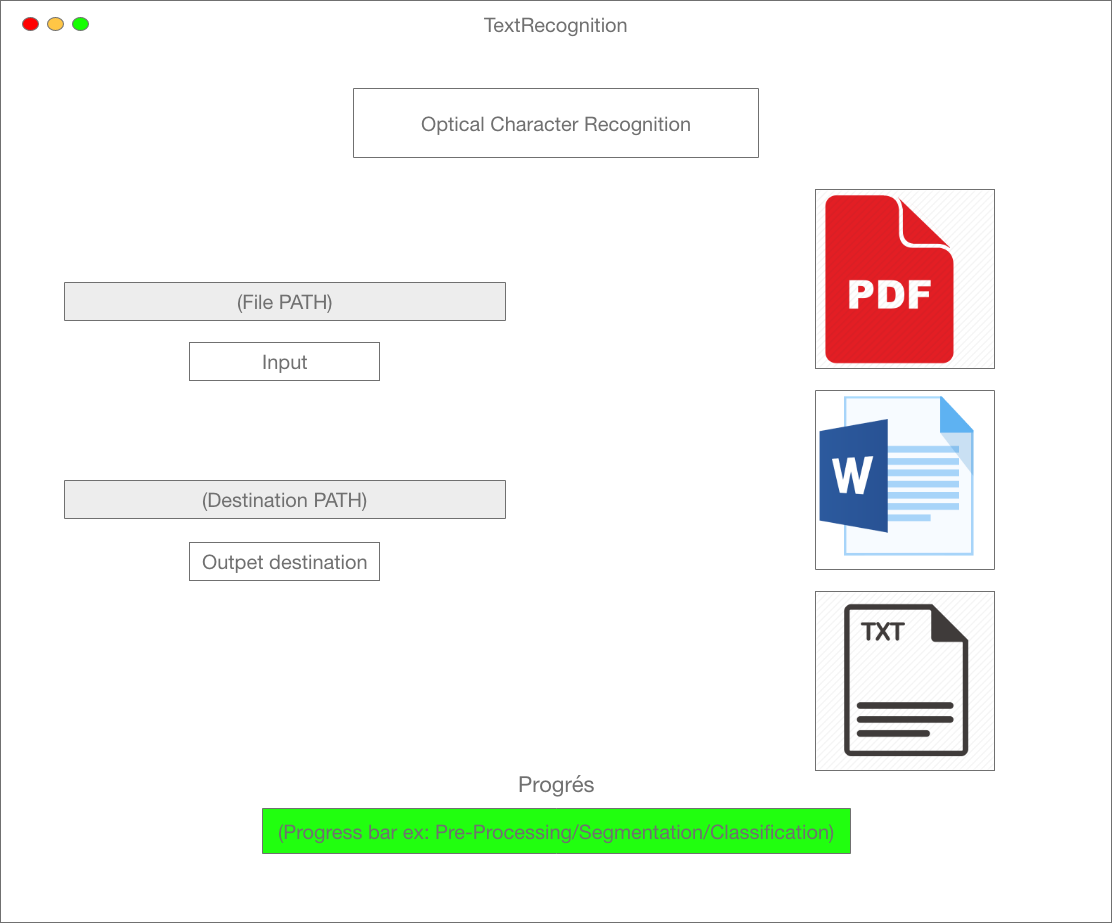 TextRecognition
Optical Character Recognition
(File PATH)
Input
(Destination PATH)
Outpet destination
PDF
W
TXT
Progrés
(Progress bar ex: Pre-Processing/Segmentation/Classification)